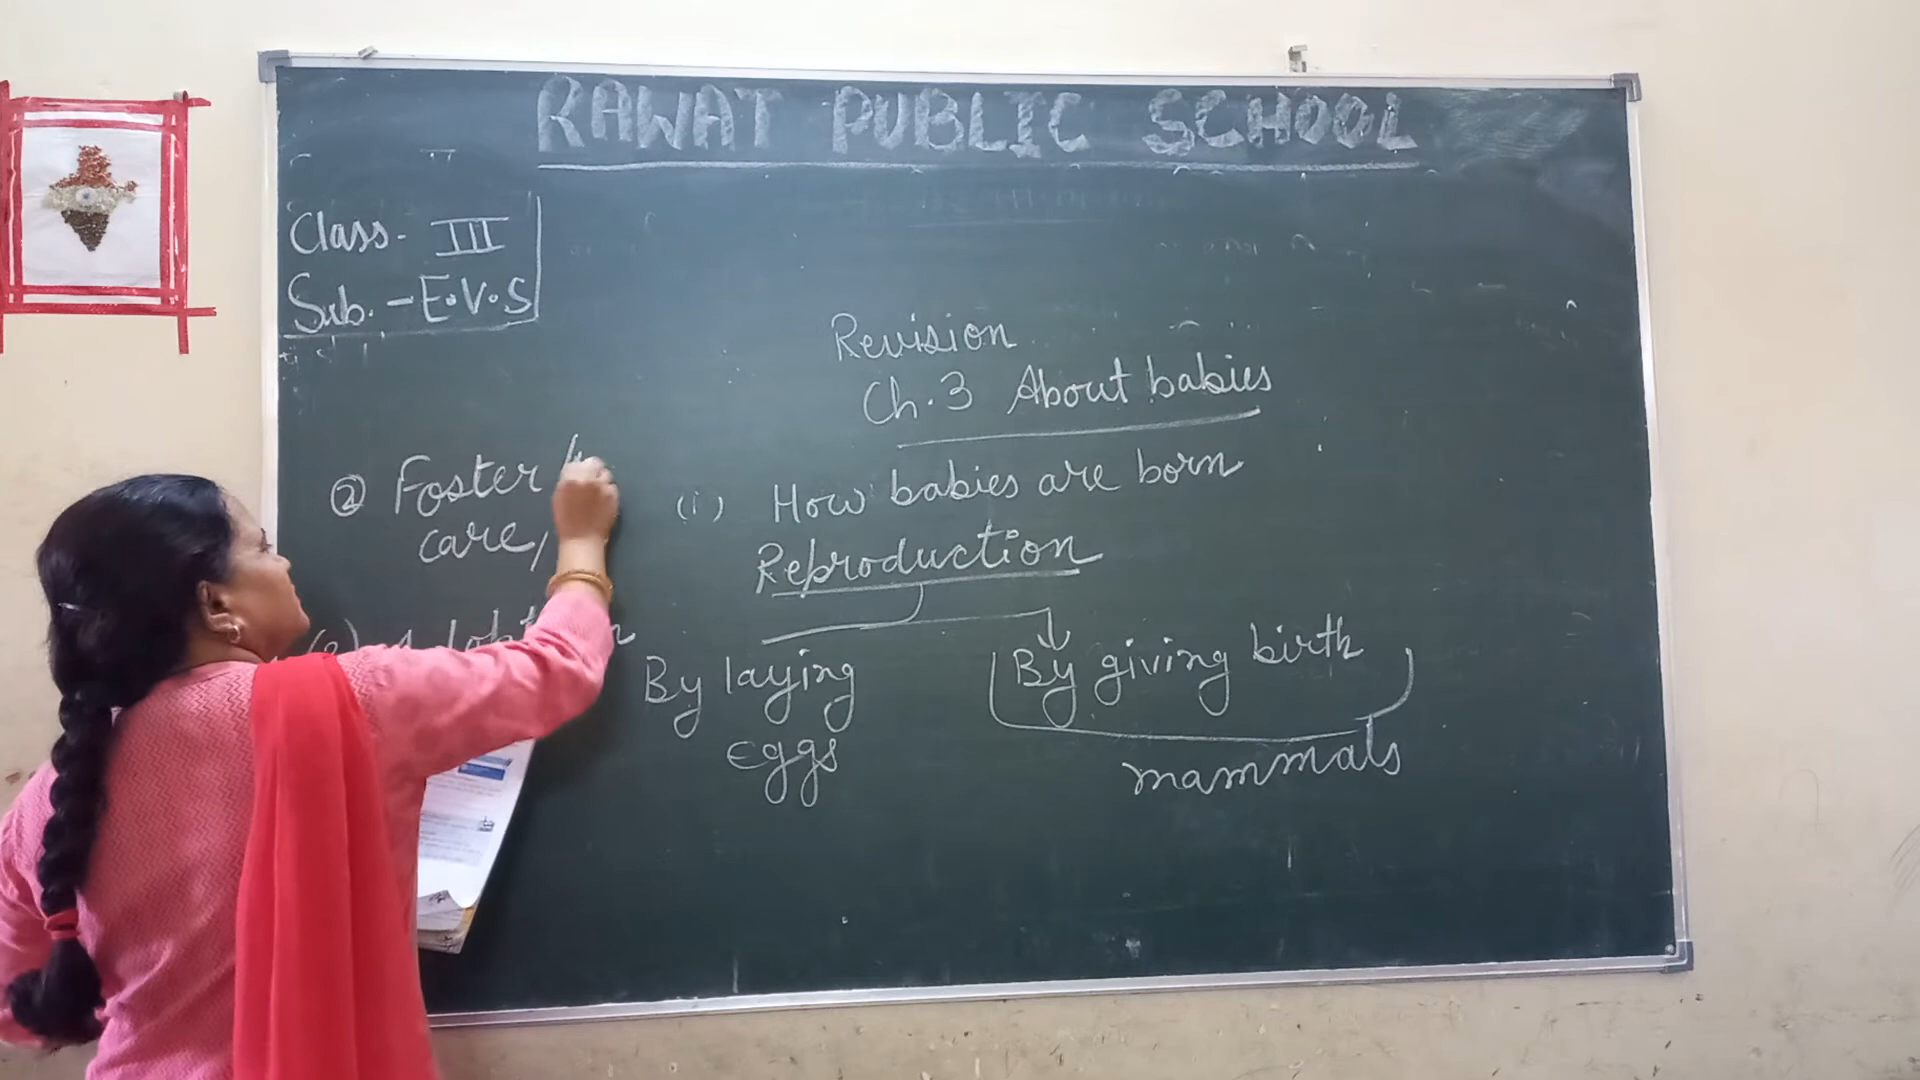 RAWAT PUBLIC SCHOOL
Class- III
Sub. - E.V.S
Revision
Ch.3 About babies
(i) How babies are born
Reproduction
By laying
eggs
By giving birth
mammals
② Foster
care,